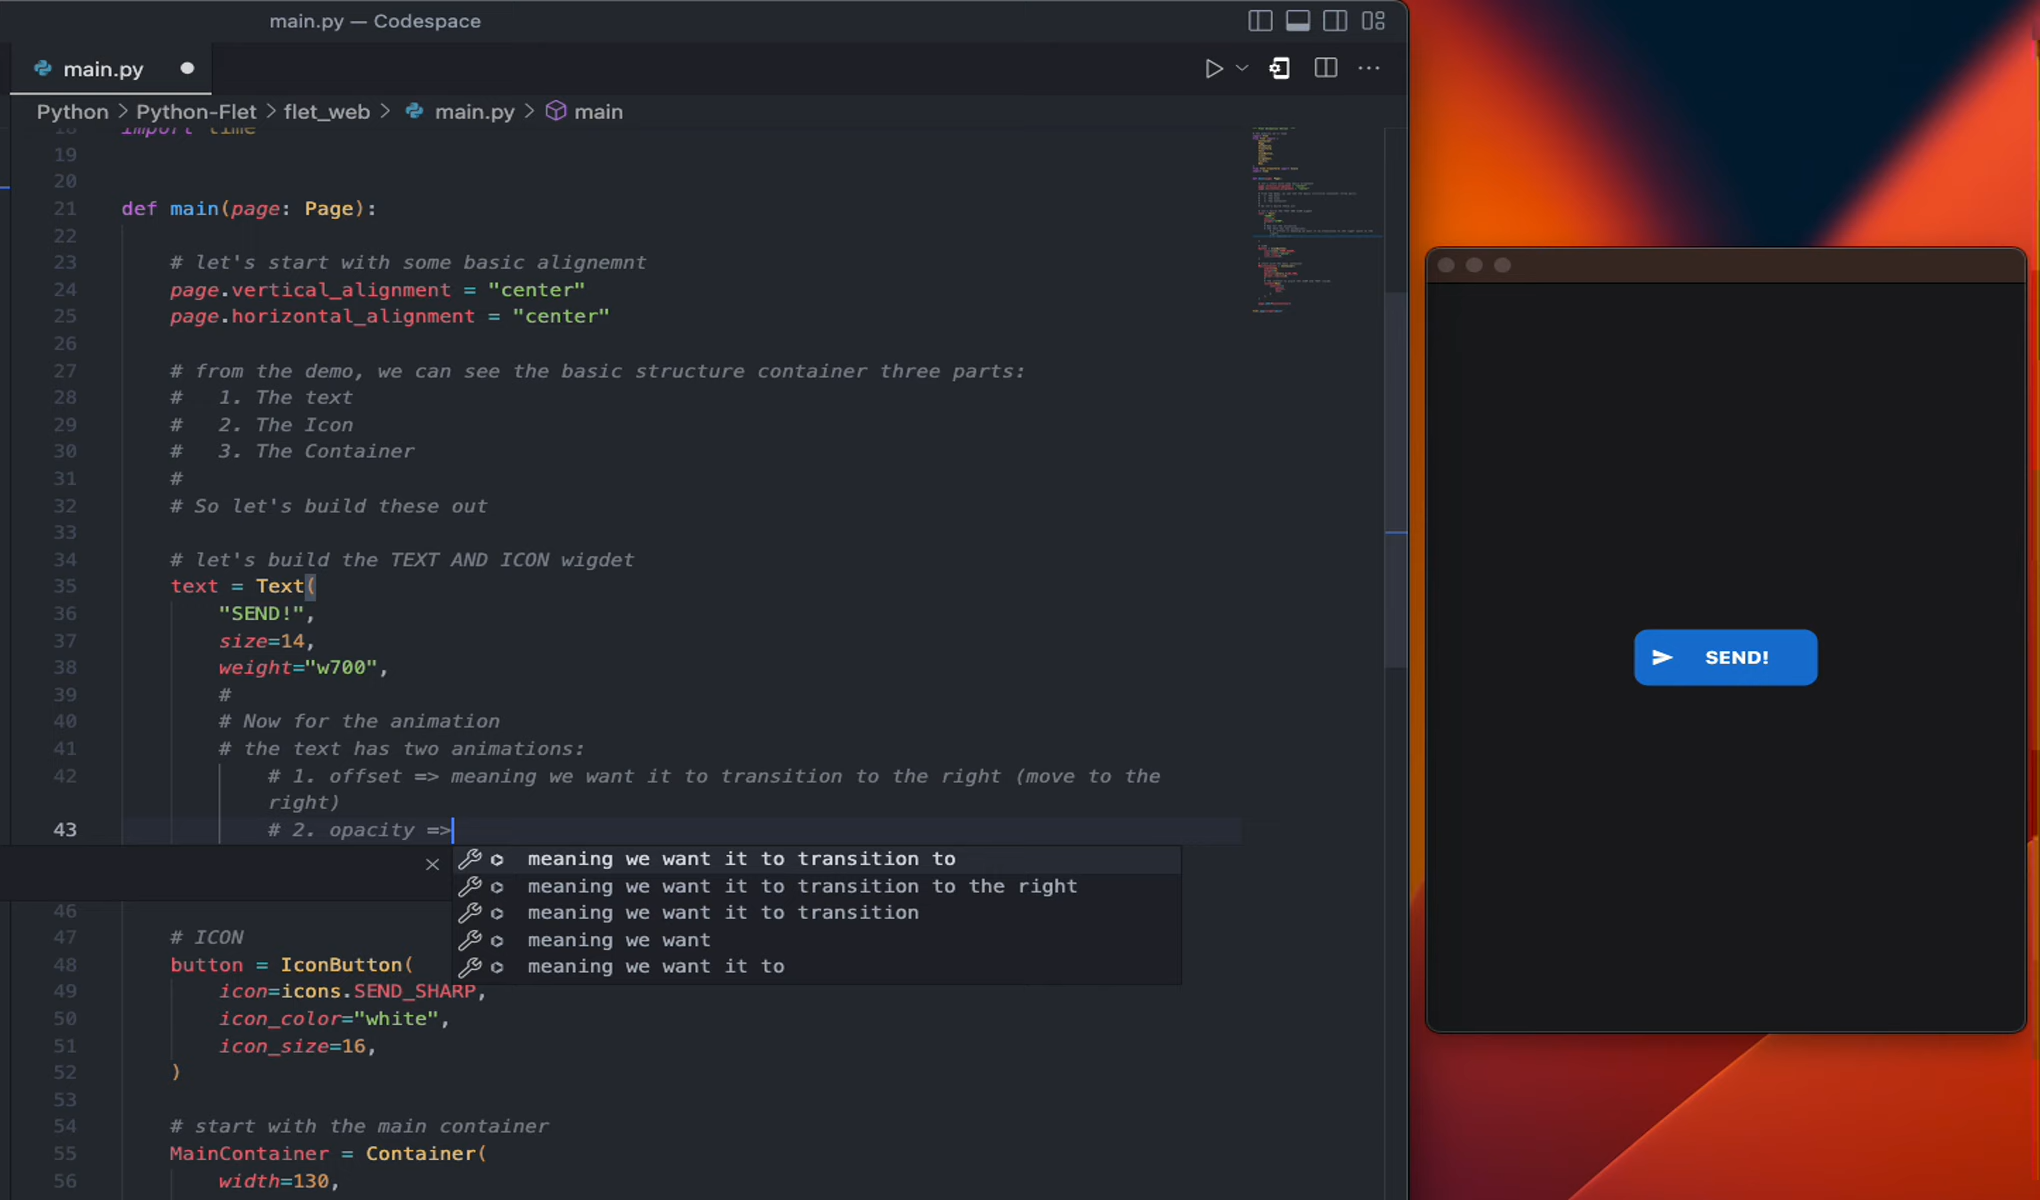 main.py — Codespace
main.py
Python > Python-Flet > flet_web > main.py > main
18 import time
19
20
21 def main(page: Page):
22
23 # let's start with some basic alignemnt
24 page.vertical_alignment = "center"
25 page.horizontal_alignment = "center"
26
27 # from the demo, we can see the basic structure container three parts:
28 # 1. The text
29 # 2. The Icon
30 # 3. The Container
31 #
32 # So let's build these out
33
34 # let's build the TEXT AND ICON wigdet
35 text = Text(
36 "SEND!",
37 size=14,
38 weight="w700",
39 #
40 # Now for the animation
41 # the text has two animations:
42 # 1. offset => meaning we want it to transition to the right (move to the
right)
43 # 2. opacity =>
meaning we want it to transition to
meaning we want it to transition to the right
meaning we want it to transition
meaning we want
meaning we want it to
46
47 # ICON
48 button = IconButton(
49 icon=icons.SEND_SHARP,
50 icon_color="white",
51 icon_size=16,
52 )
53
54 # start with the main container
55 MainContainer = Container(
56 width=130,
SEND!